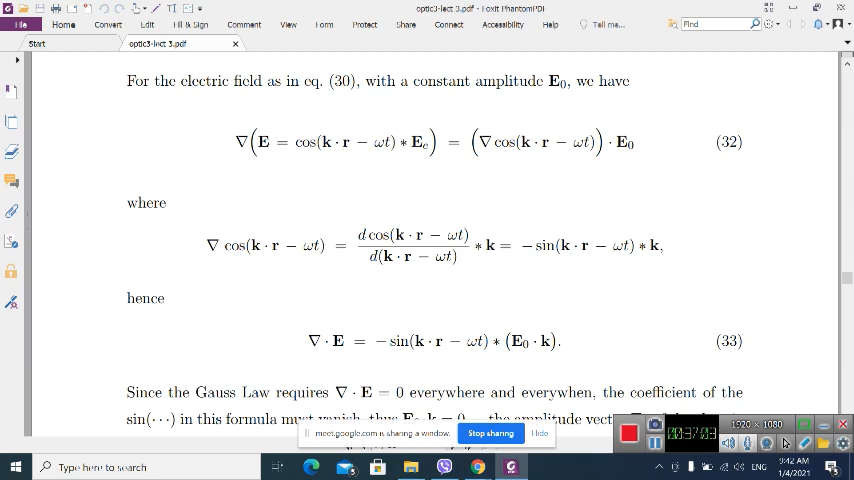 optic3-lect 3.pdf - Foxit PhantomPDF
File Home Convert Edit Fill & Sign Comment View Form Protect Share Connect Accessibility Help Tell me... Find
Start optic3-lect 3.pdf
For the electric field as in eq. (30), with a constant amplitude E₀, we have
∇(E = cos(k · r − ωt) ∗ Eₑ) = (∇ cos(k · r − ωt)) · E₀ (32)
where
∇ cos(k · r − ωt) = d cos(k · r − ωt) / d(k · r − ωt) ∗ k = − sin(k · r − ωt) ∗ k,
hence
∇ · E = − sin(k · r − ωt) ∗ (E₀ · k). (33)
Since the Gauss Law requires ∇ · E = 0 everywhere and everywhen, the coefficient of the
sin(· · ·) in this formula must vanish, thus E₀ · k = 0 the amplitude vect
meet.google.com is sharing a window. Stop sharing Hide
00:37:03 1920 × 1080
Type here to search
ENG 9:42 AM
1/4/2021